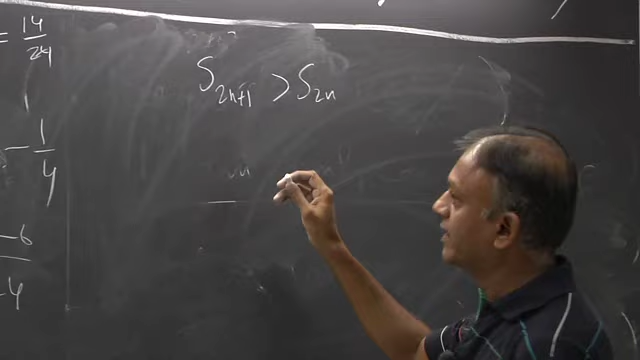 = 14/24
S_{2n+1} > S_{2n}
- 1/4
-6
-4